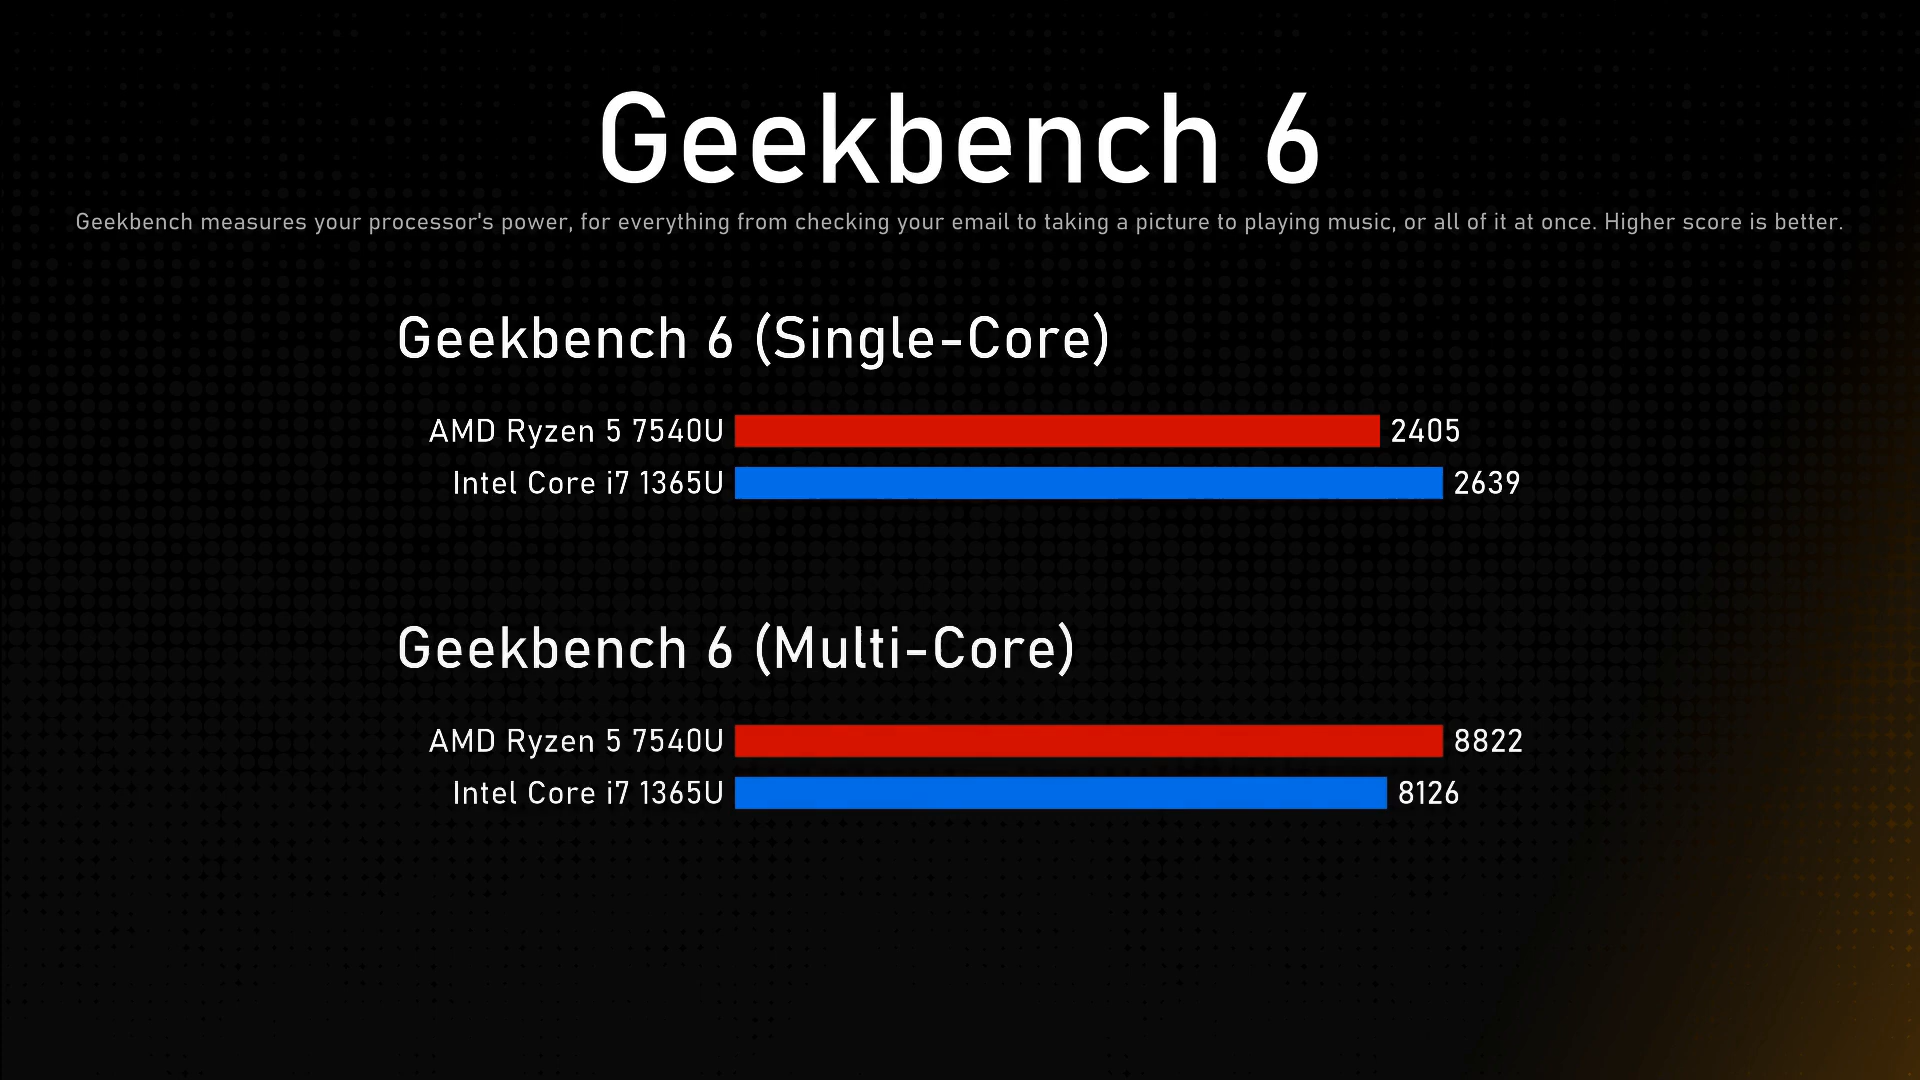 Geekbench 6
Geekbench measures your processor's power, for everything from checking your email to taking a picture to playing music, or all of it at once. Higher score is better.
Geekbench 6 (Single-Core)
AMD Ryzen 5 7540U 2405
Intel Core i7 1365U 2639
Geekbench 6 (Multi-Core)
AMD Ryzen 5 7540U 8822
Intel Core i7 1365U 8126